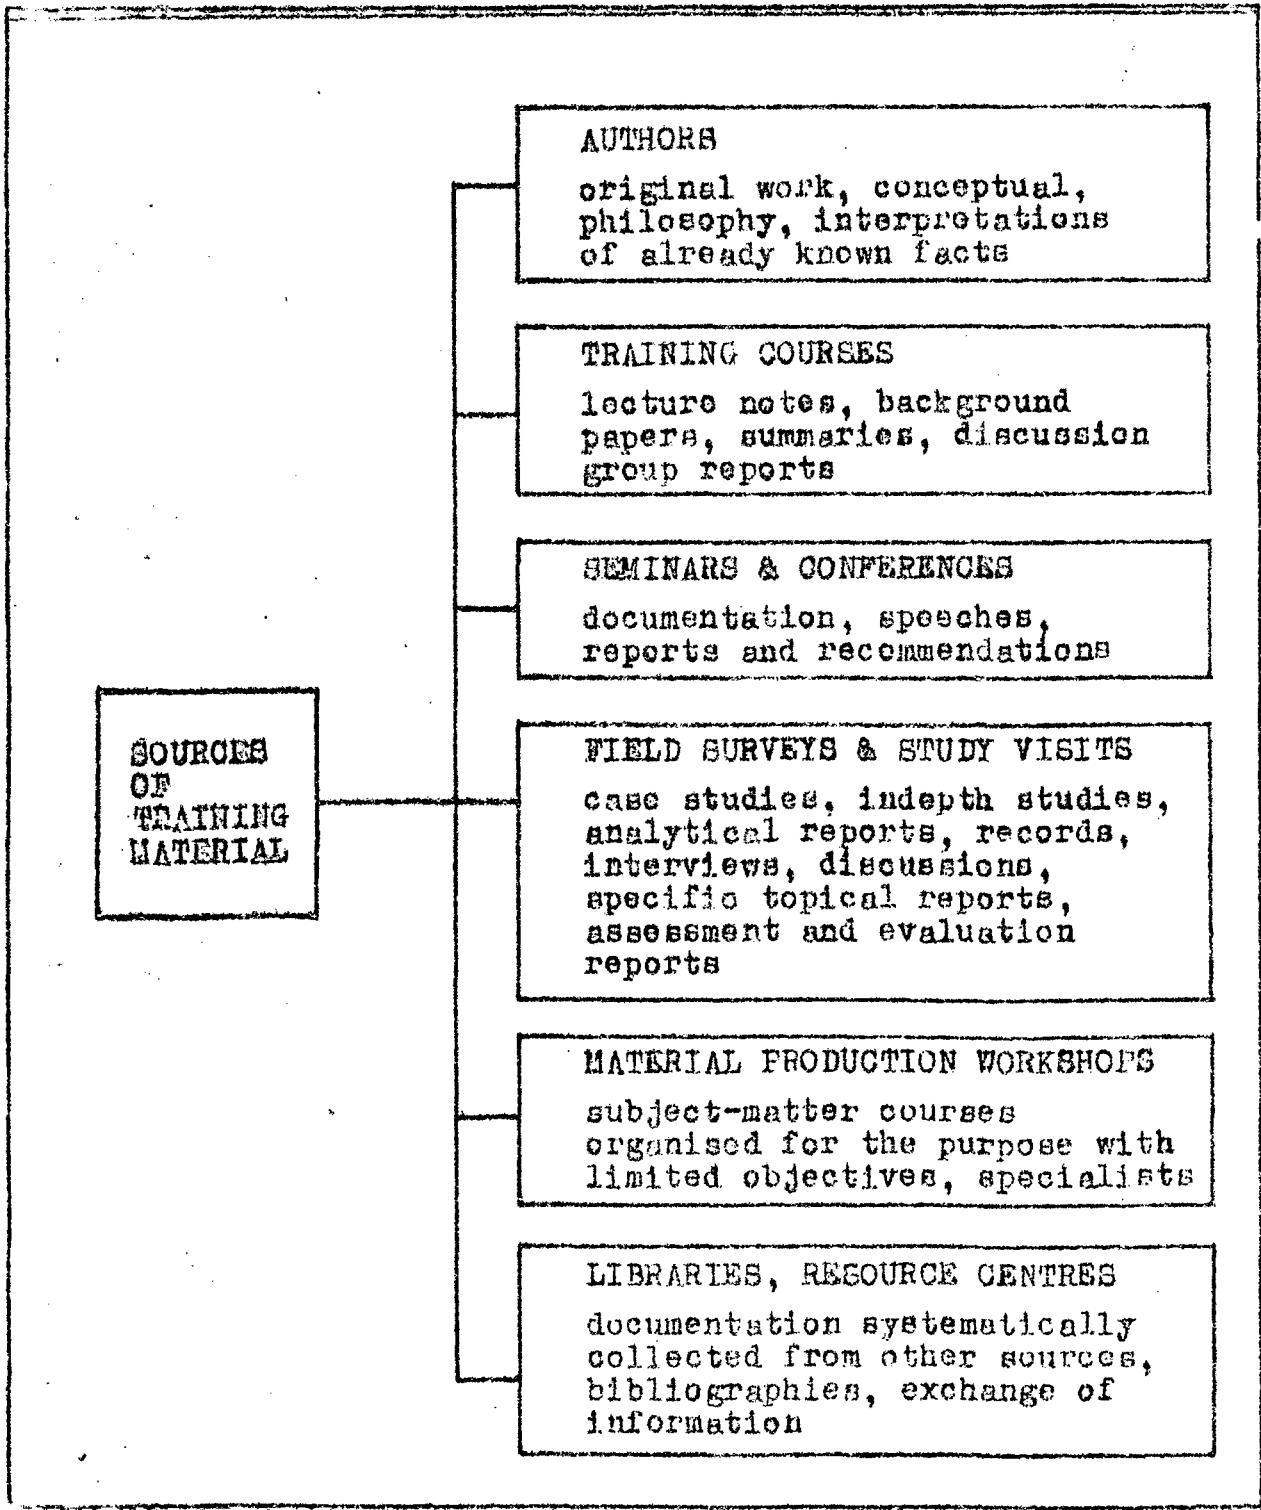 AUTHORS
original work, conceptual,
philosophy, interpretations
of already known facts
TRAINING COURSES
lecture notes, background
papers, summaries, discussion
group reports
SEMINARS & CONFERENCES
documentation, speeches,
reports and recommendations
SOURCES
OF
TRAINING
MATERIAL
FIELD SURVEYS & STUDY VISITS
case studies, indepth studies,
analytical reports, records,
interviews, discussions,
specific topical reports,
assessment and evaluation
reports
MATERIAL PRODUCTION WORKSHOPS
subject-matter courses
organised for the purpose with
limited objectives, specialists
LIBRARIES, RESOURCE CENTRES
documentation systematically
collected from other sources,
bibliographies, exchange of
information